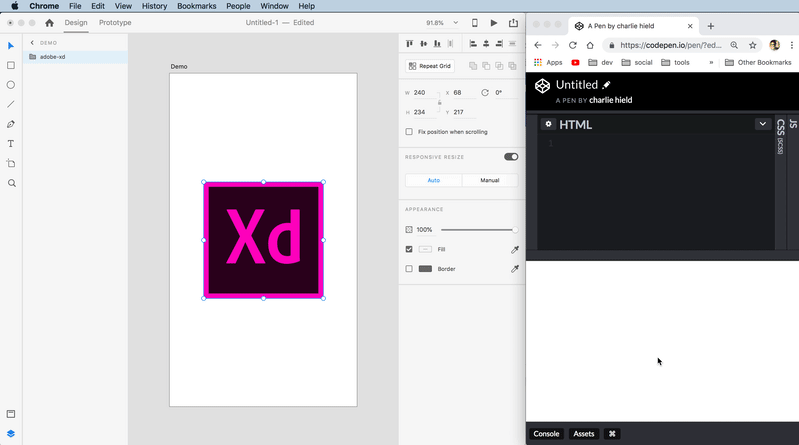 Chrome File Edit View History Bookmarks People Window Help
Design Prototype
Untitled-1 — Edited
91.8%
DEMO
adobe-xd
Demo
Xd
Repeat Grid
W 240 X 68 0°
H 234 Y 217
Fix position when scrolling
RESPONSIVE RESIZE
Auto Manual
APPEARANCE
100%
Fill
Border
A Pen by charlie hield
https://codepen.io/pen/?ed...
Apps dev social tools » Other Bookmarks
Untitled
A PEN BY charlie hield
HTML
1
CSS (SCSS)
JS
Console Assets ⌘